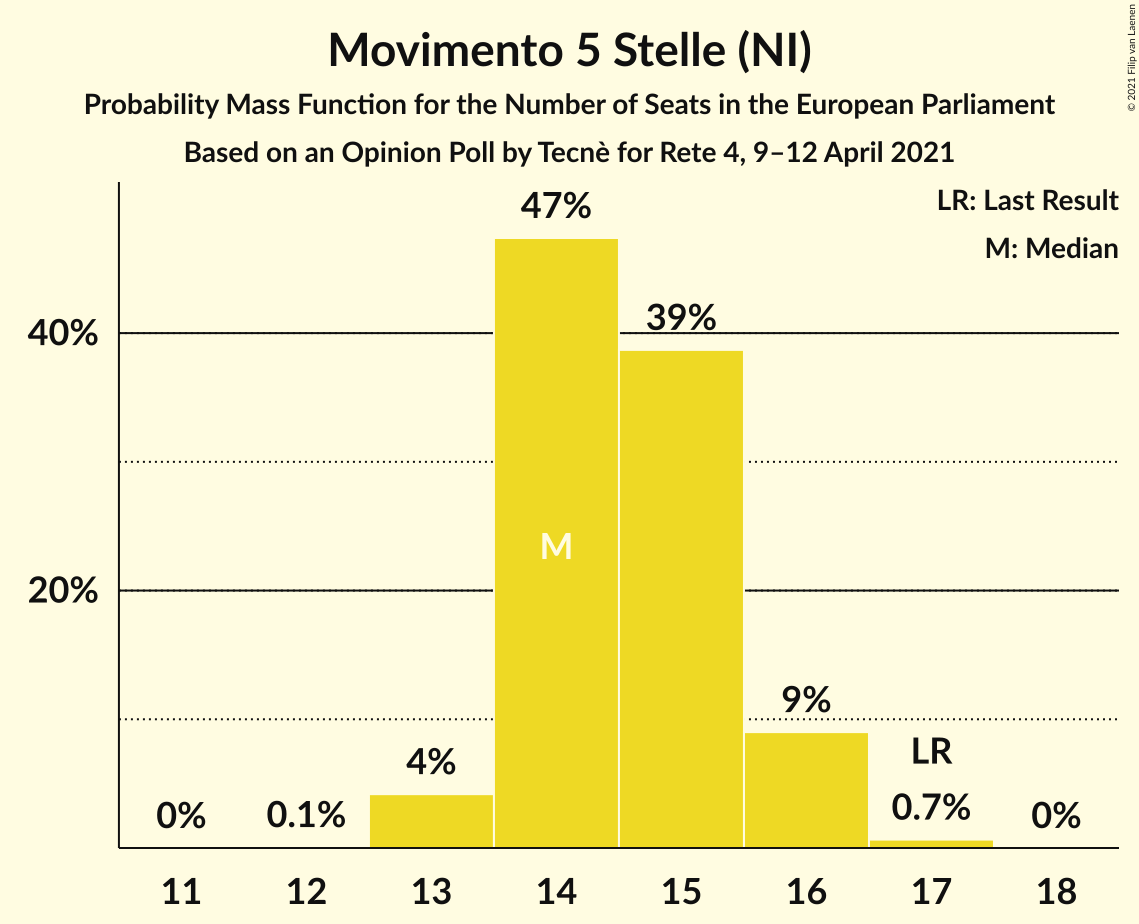 Movimento 5 Stelle (NI)
Probability Mass Function for the Number of Seats in the European Parliament
Based on an Opinion Poll by Tecnè for Rete 4, 9–12 April 2021
© 2021 Filip van Laenen
LR: Last Result
M: Median
47%
39%
40%
M
20%
9%
4%
LR
0%
0.1%
0.7%
0%
11 12 13 14 15 16 17 18